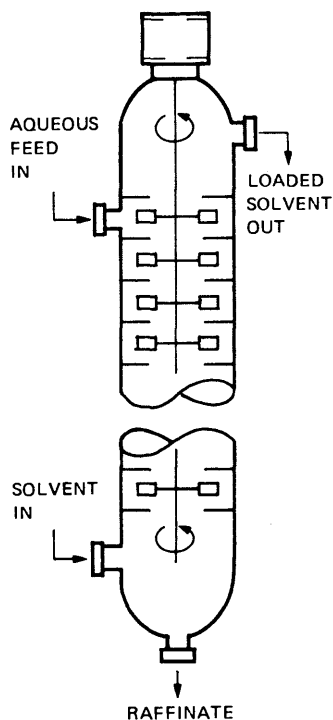 AQUEOUS
FEED
IN
LOADED
SOLVENT
OUT
SOLVENT
IN
RAFFINATE